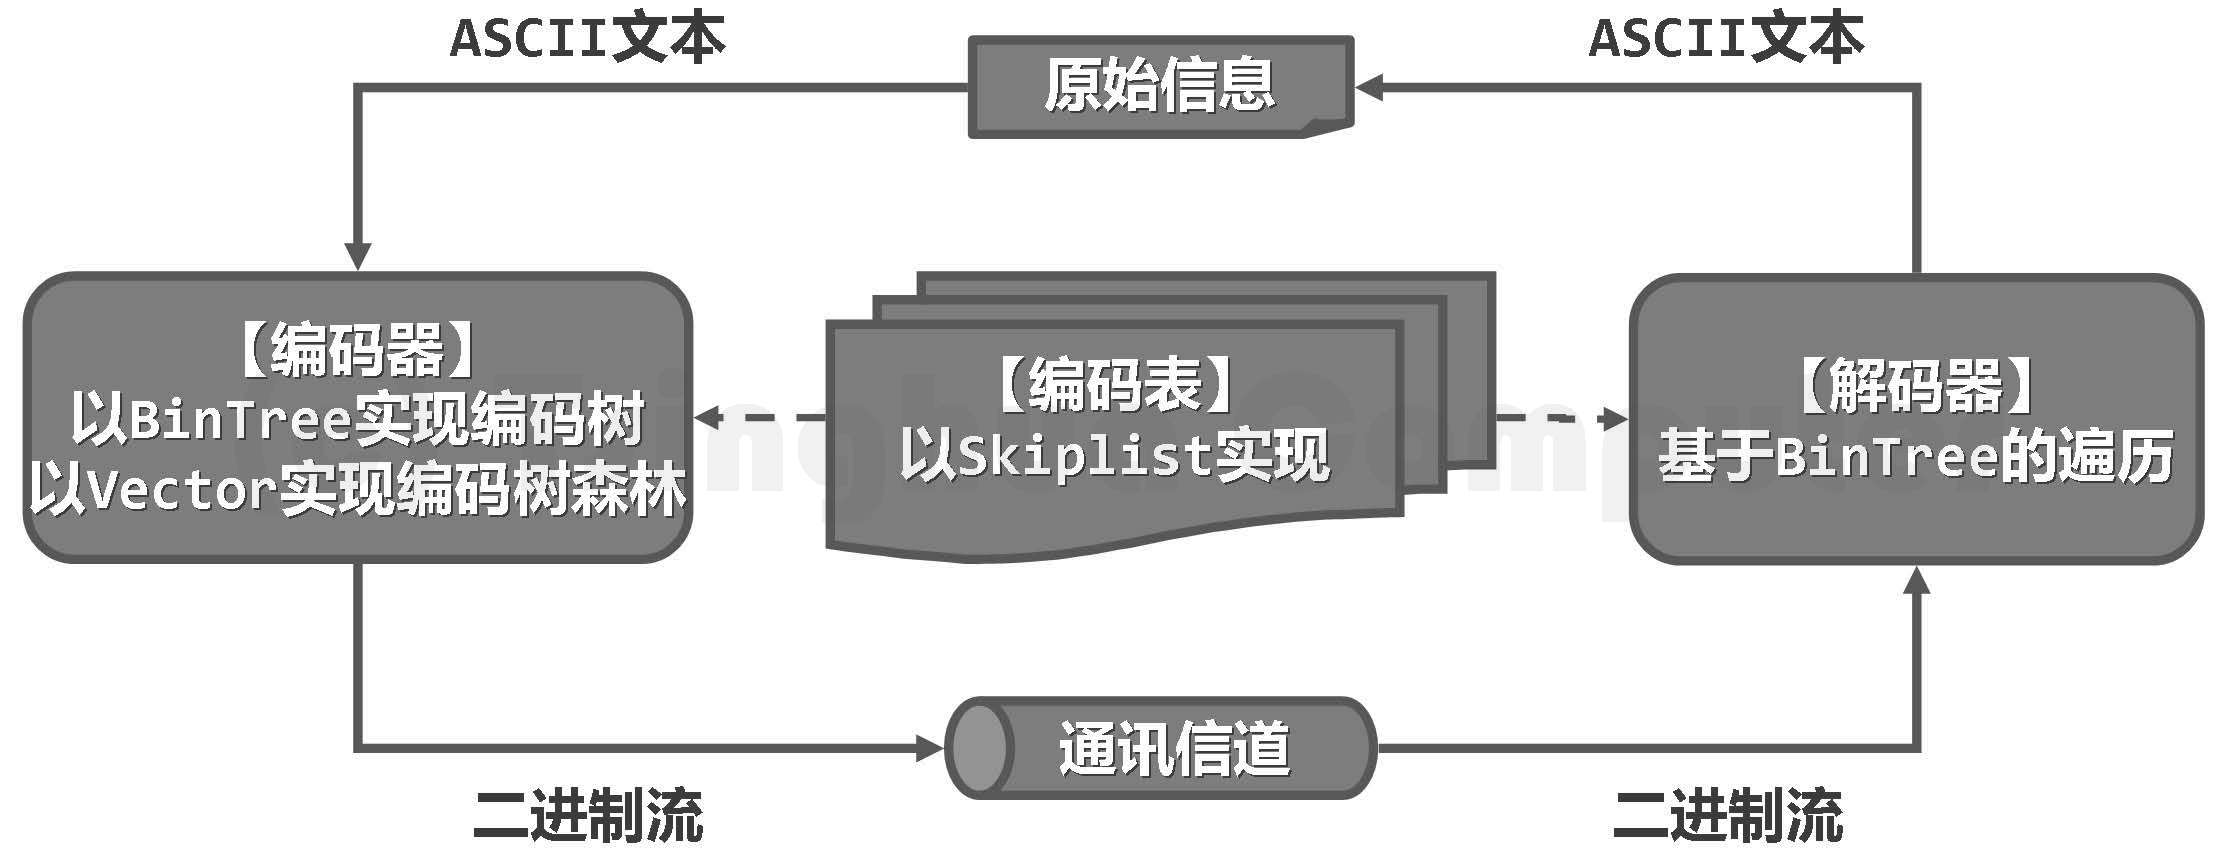 ASCII文本
原始信息
ASCII文本
【编码器】
以BinTree实现编码树
以Vector实现编码树森林
【编码表】
以Skiplist实现
【解码器】
基于BinTree的遍历
通讯信道
二进制流
二进制流